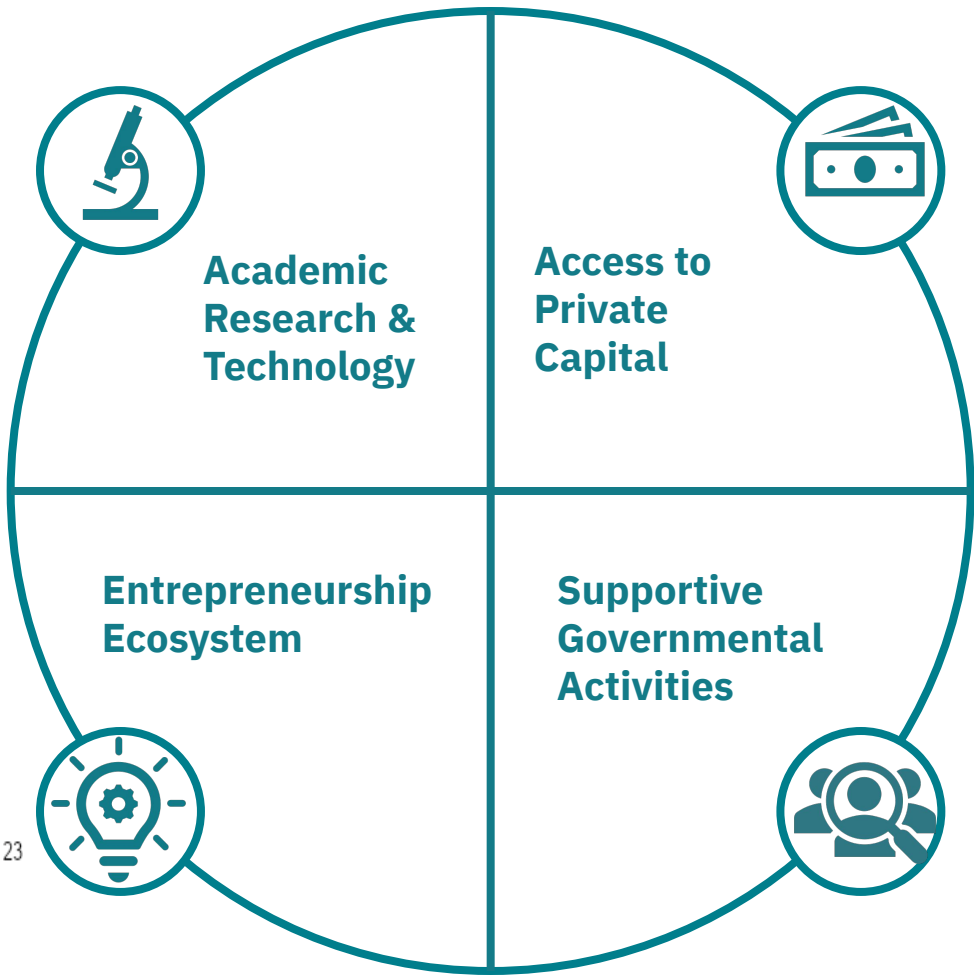 Academic
Research &
Technology
Access to
Private
Capital
Entrepreneurship
Ecosystem
Supportive
Governmental
Activities
23